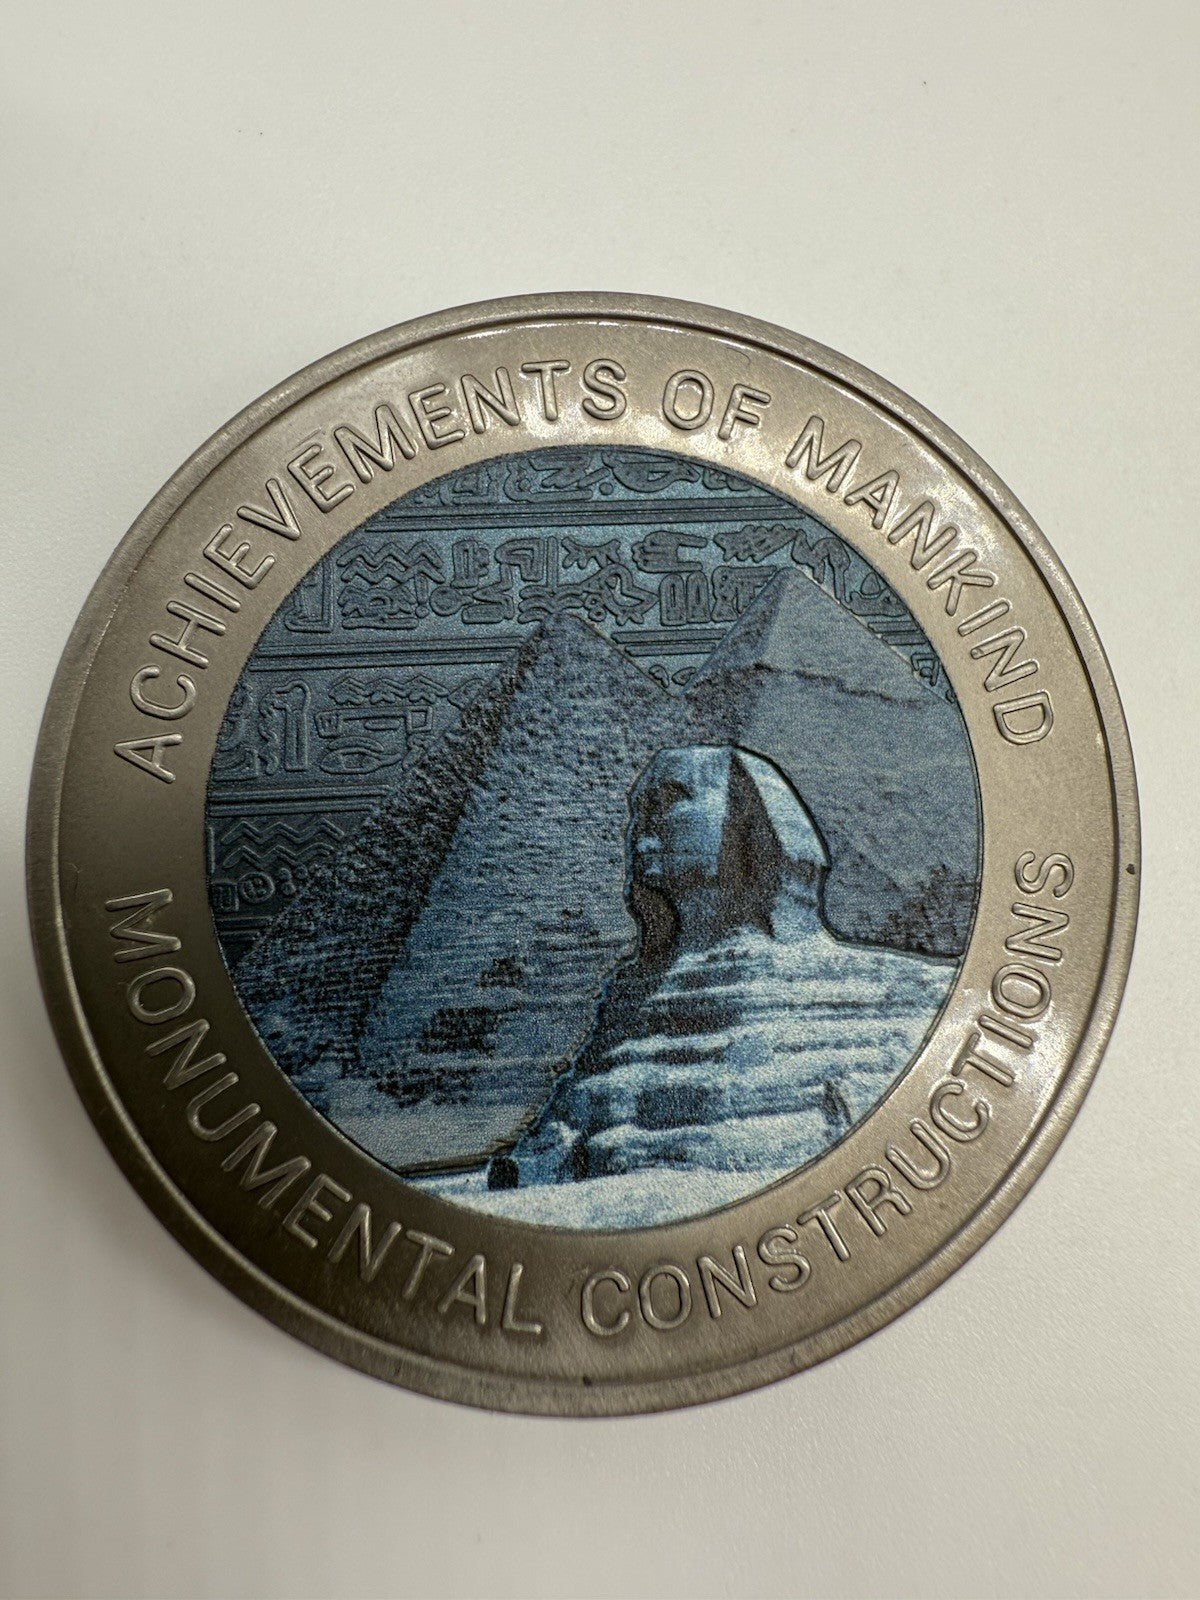 ACHIEVEMENTS OF MANKIND
MONUMENTAL CONSTRUCTIONS